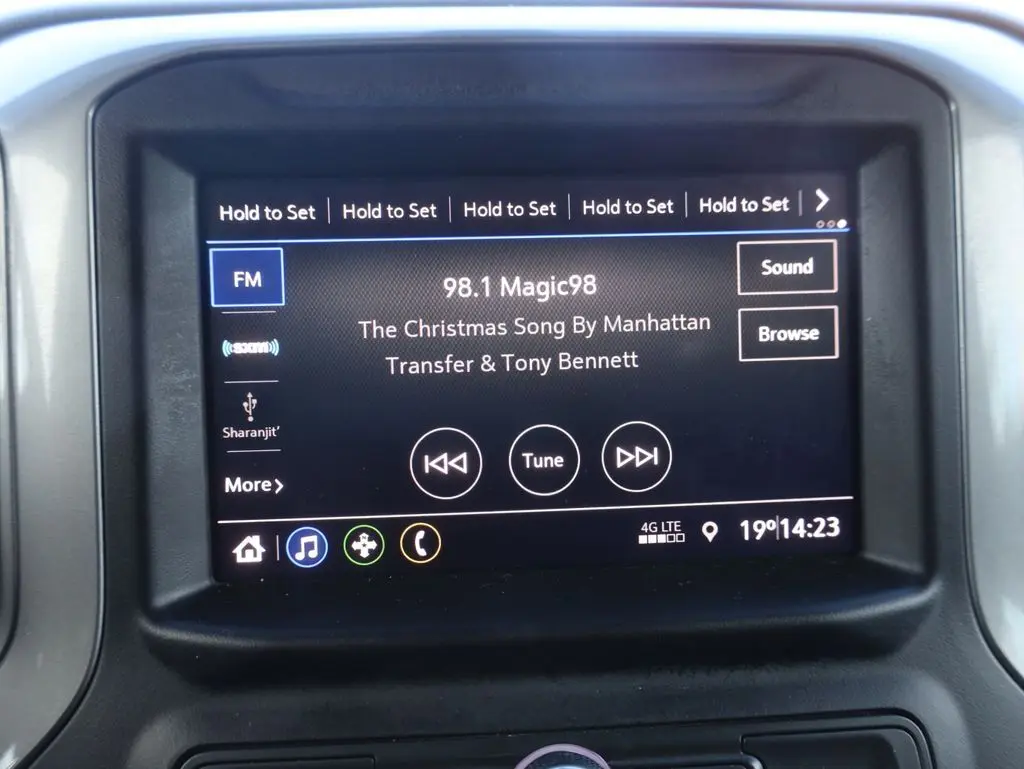 Hold to Set Hold to Set Hold to Set Hold to Set Hold to Set
FM
98.1 Magic98
Sound
The Christmas Song By Manhattan
Transfer & Tony Bennett
Browse
sxm
Sharanjit'
Tune
More
4G LTE
19° 14:23